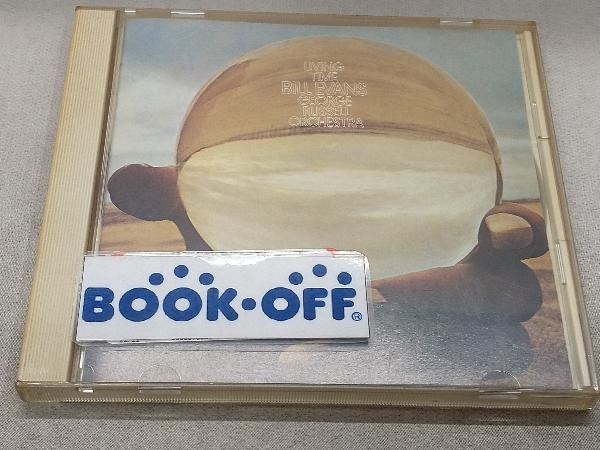 LIVING
TIME
BILL EVANS
GEORGE
RUSSELL
ORCHESTRA
BOOK·OFF®